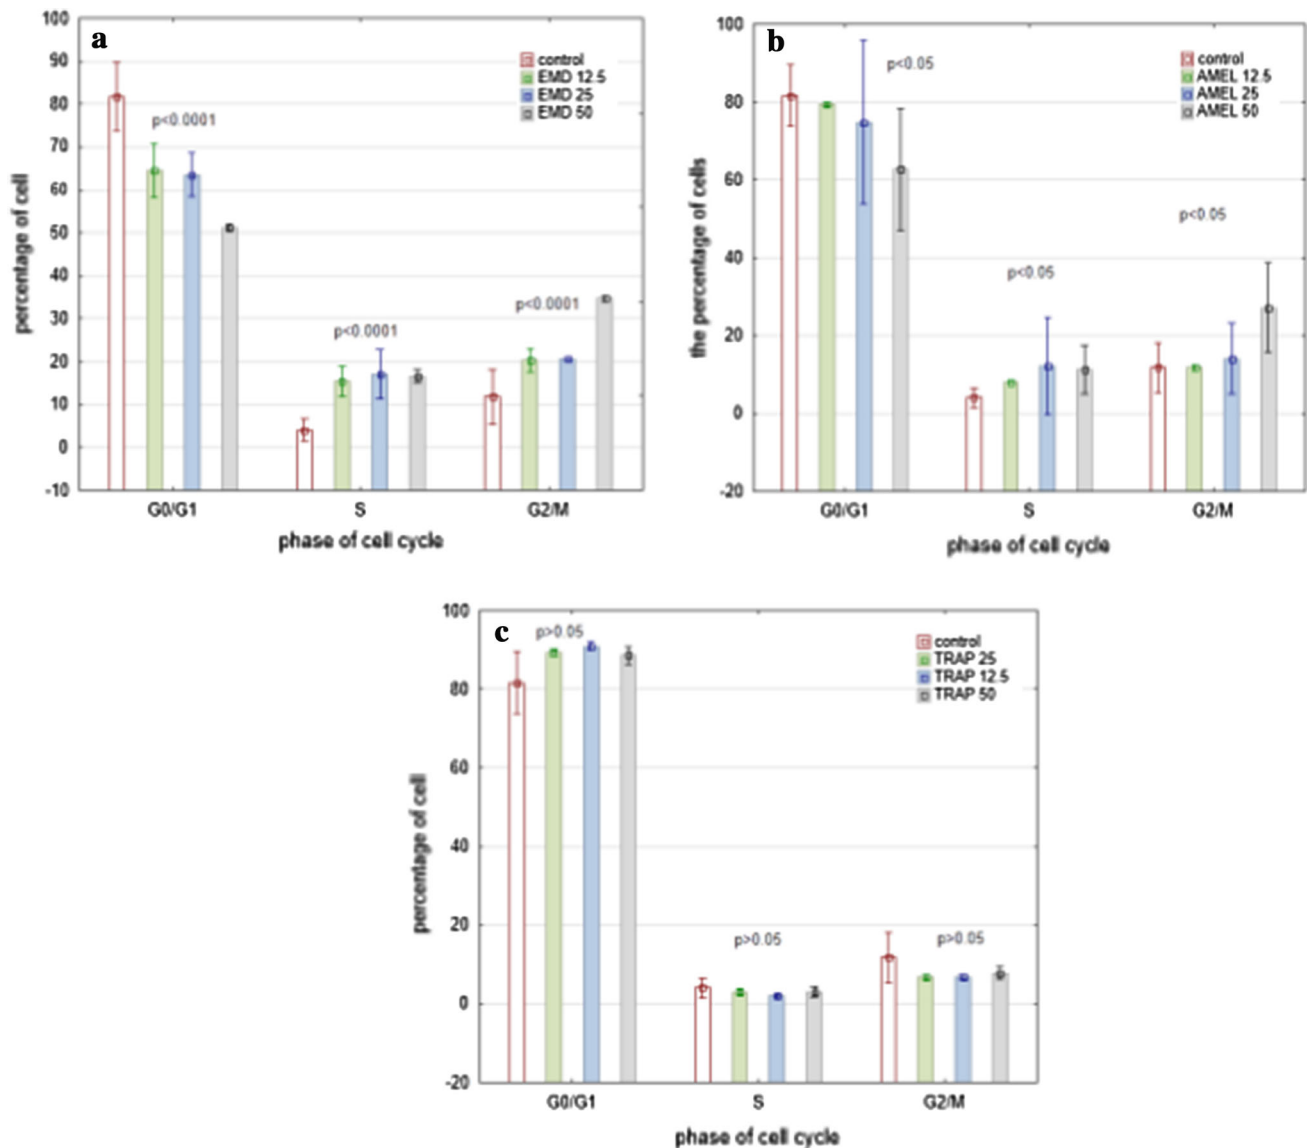 a
100
90
80
70
60
50
40
30
20
10
0
-10
percentage of cell
control
EMD 12.5
EMD 25
EMD 50
p<0.0001
p<0.0001
p<0.0001
G0/G1 S G2/M
phase of cell cycle
b
100
80
60
40
20
0
-20
the percentage of cells
control
AMEL 12.5
AMEL 25
AMEL 50
p<0.05
p<0.05
p<0.05
G0/G1 S G2/M
phase of cell cycle
c
100
80
60
40
20
0
-20
percentage of cell
control
TRAP 25
TRAP 12.5
TRAP 50
p>0.05
p>0.05
p>0.05
G0/G1 S G2/M
phase of cell cycle